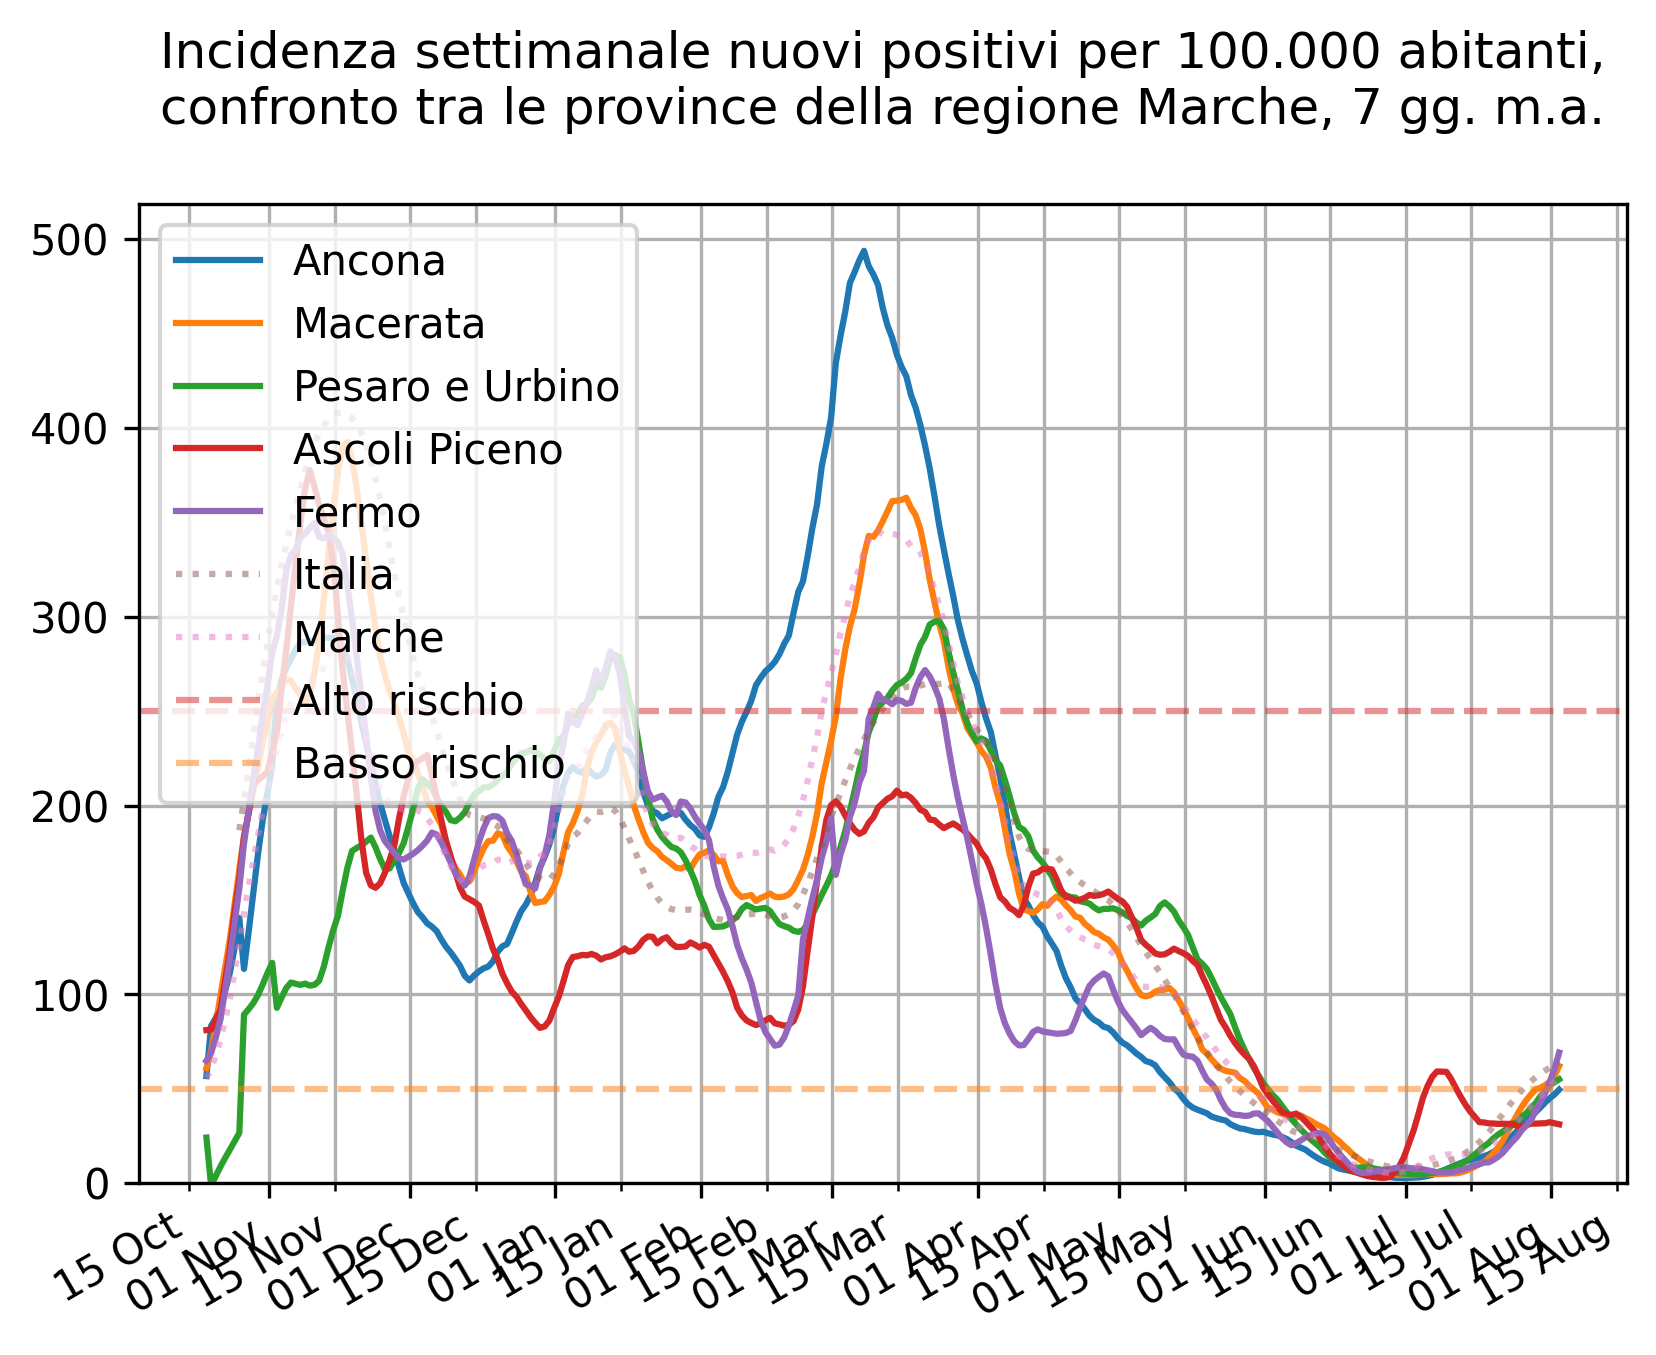 Incidenza settimanale nuovi positivi per 100.000 abitanti,
confronto tra le province della regione Marche, 7 gg. m.a.
500
400
300
200
100
0
Ancona
Macerata
Pesaro e Urbino
Ascoli Piceno
Fermo
Italia
Marche
Alto rischio
Basso rischio
15 Oct
01 Nov
15 Nov
01 Dec
15 Dec
01 Jan
15 Jan
01 Feb
15 Feb
01 Mar
15 Mar
01 Apr
15 Apr
01 May
15 May
01 Jun
15 Jun
01 Jul
15 Jul
01 Aug
15 Aug